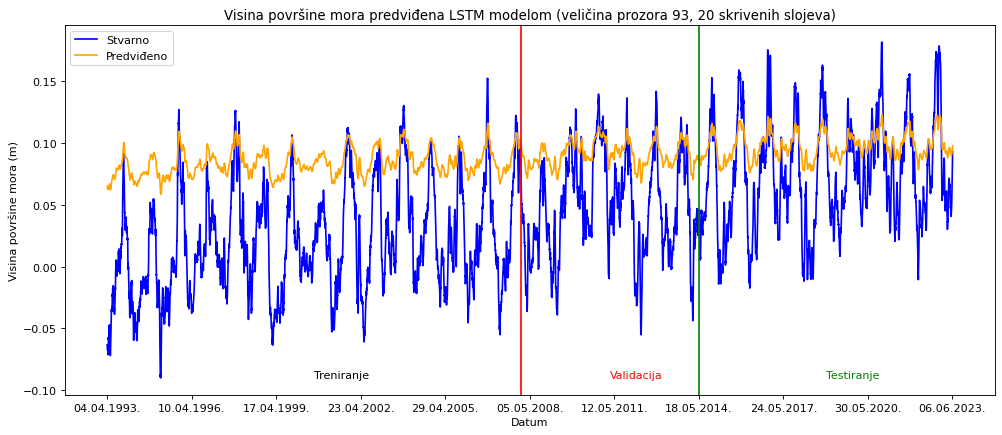 Visina površine mora predviđena LSTM modelom (veličina prozora 93, 20 skrivenih slojeva)
Stvarno
Predviđeno
Visina površine mora (m)
0.15
0.10
0.05
0.00
−0.05
−0.10
Treniranje
Validacija
Testiranje
04.04.1993.
10.04.1996.
17.04.1999.
23.04.2002.
29.04.2005.
05.05.2008.
12.05.2011.
18.05.2014.
24.05.2017.
30.05.2020.
06.06.2023.
Datum